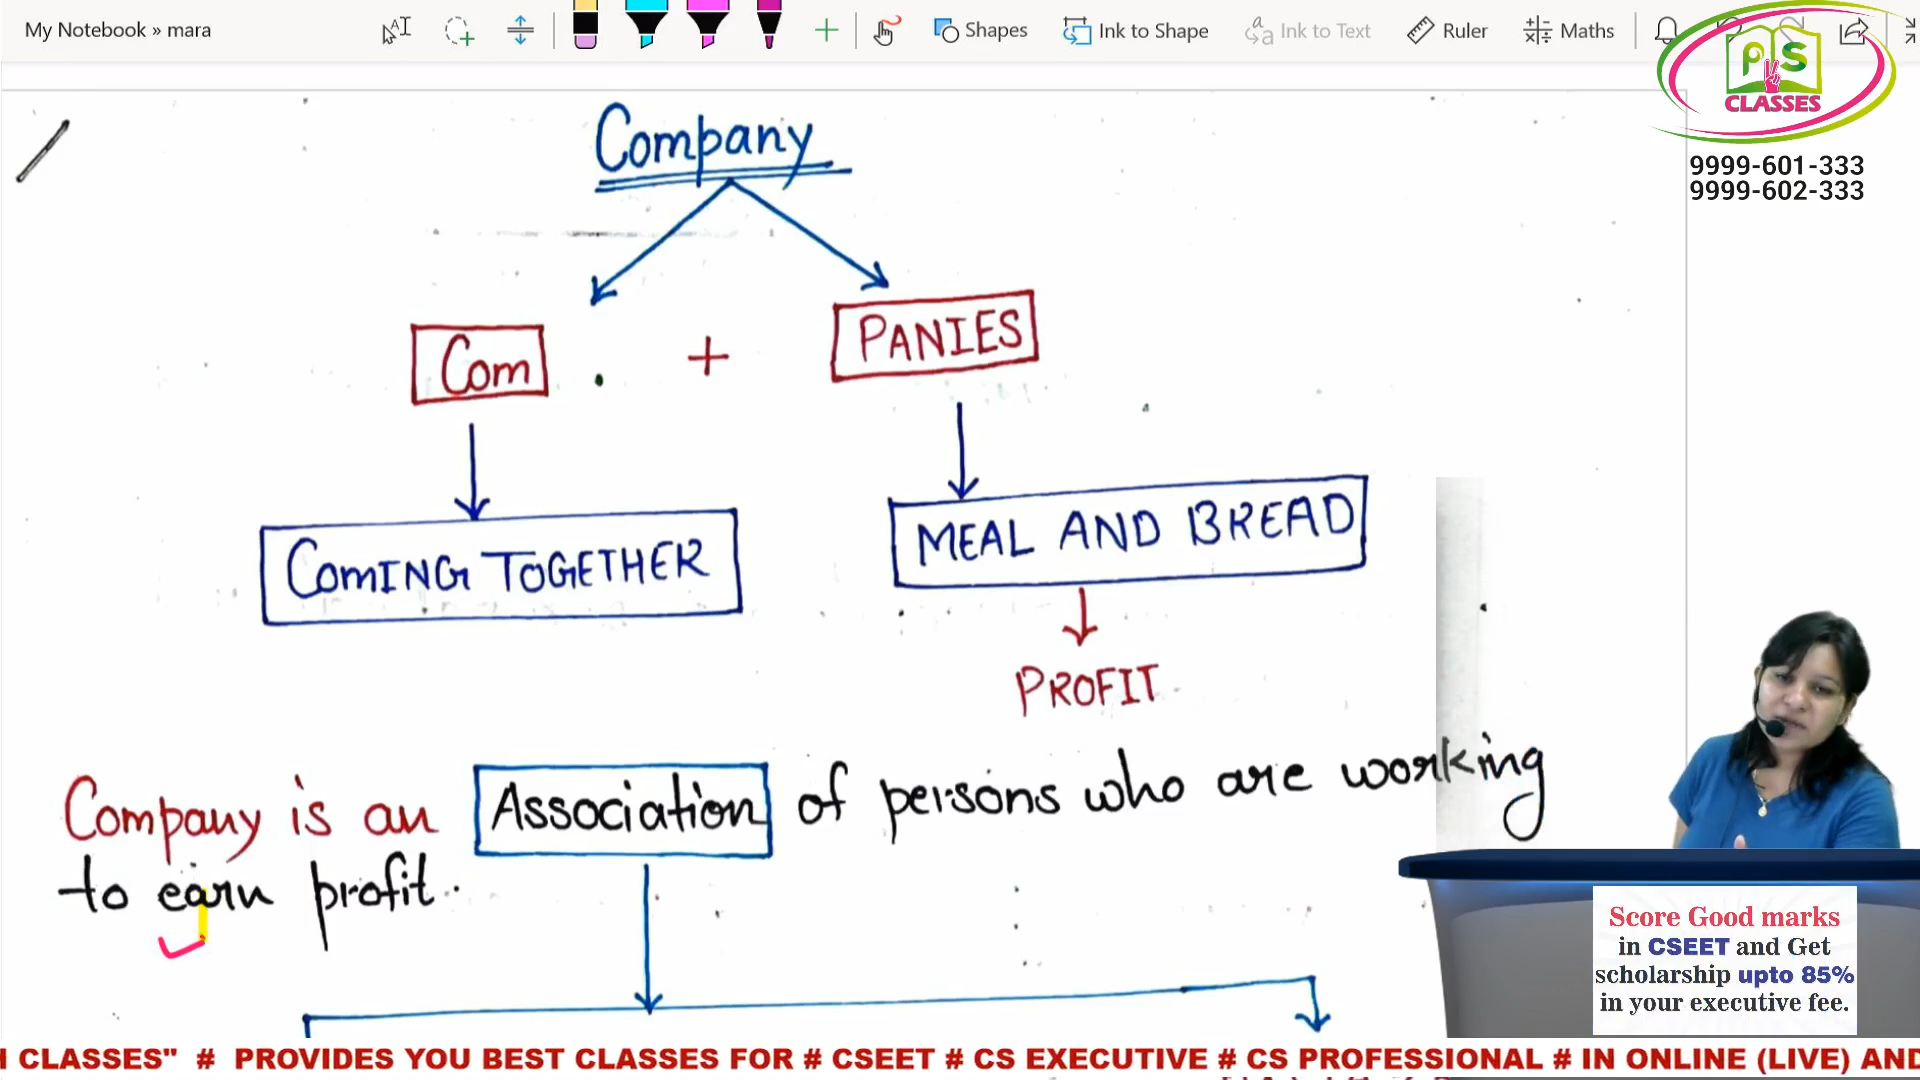 My Notebook » mara
Shapes
Ink to Shape
Ink to Text
Ruler
Maths
PS
CLASSES
9999-601-333
9999-602-333
Company
Com + PANIES
COMING TOGETHER
MEAL AND BREAD
PROFIT
Company is an Association of persons who are working
to earn profit.
Score Good marks
in CSEET and Get
scholarship upto 85%
in your executive fee.
H CLASSES" # PROVIDES YOU BEST CLASSES FOR # CSEET # CS EXECUTIVE # CS PROFESSIONAL # IN ONLINE (LIVE) AND